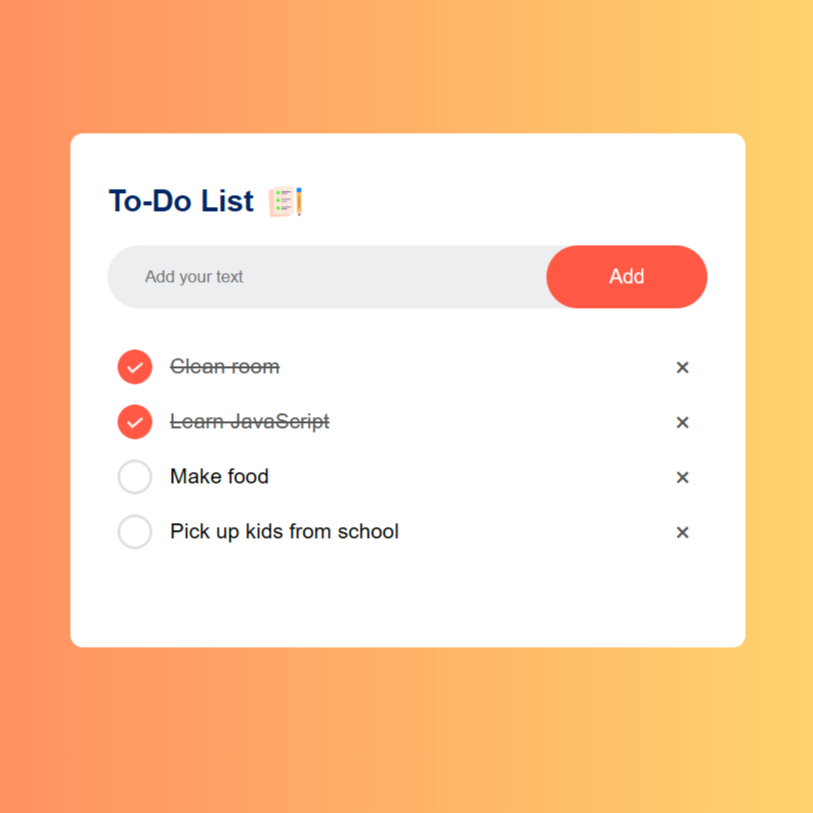 To-Do List
Add your text
Add
Clean room
Learn JavaScript
Make food
Pick up kids from school